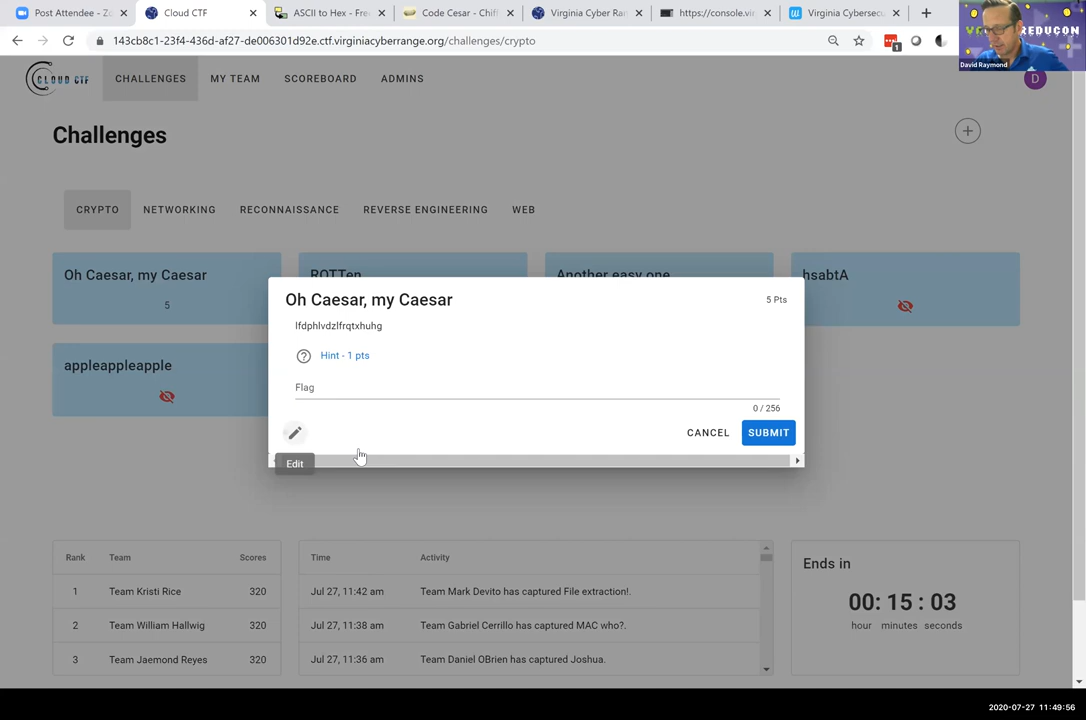 Post Attendee - Zo
Cloud CTF
ASCII to Hex - Free
Code Cesar - Chiff
Virginia Cyber Ran
https://console.vir
Virginia Cybersecu
143cb8c1-23f4-436d-af27-de006301d92e.ctf.virginiacyberrange.org/challenges/crypto
1
David Raymond
CLOUD CTF
CHALLENGES
MY TEAM
SCOREBOARD
ADMINS
D
Challenges
CRYPTO
NETWORKING
RECONNAISSANCE
REVERSE ENGINEERING
WEB
Oh Caesar, my Caesar
5
ROTTen
Another easy one
hsabtA
appleappleapple
Oh Caesar, my Caesar
5 Pts
lfdphlvdzlfrqtxhuhg
Hint - 1 pts
Flag
0 / 256
CANCEL
SUBMIT
Edit
Rank Team Scores
1 Team Kristi Rice 320
2 Team William Hallwig 320
3 Team Jaemond Reyes 320
Time Activity
Jul 27, 11:42 am Team Mark Devito has captured File extraction!.
Jul 27, 11:38 am Team Gabriel Cerrillo has captured MAC who?.
Jul 27, 11:36 am Team Daniel OBrien has captured Joshua.
Ends in
00: 15 : 03
hour minutes seconds
2020-07-27 11:49:56